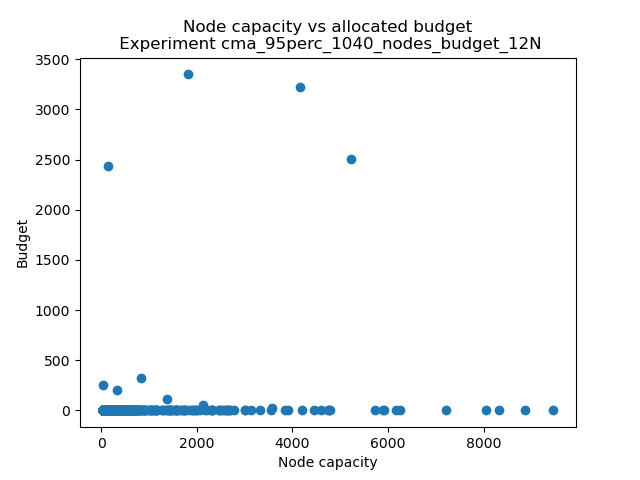 Node capacity vs allocated budget
Experiment cma_95perc_1040_nodes_budget_12N
3500
3000
2500
2000
1500
1000
500
0
Budget
0 2000 4000 6000 8000
Node capacity